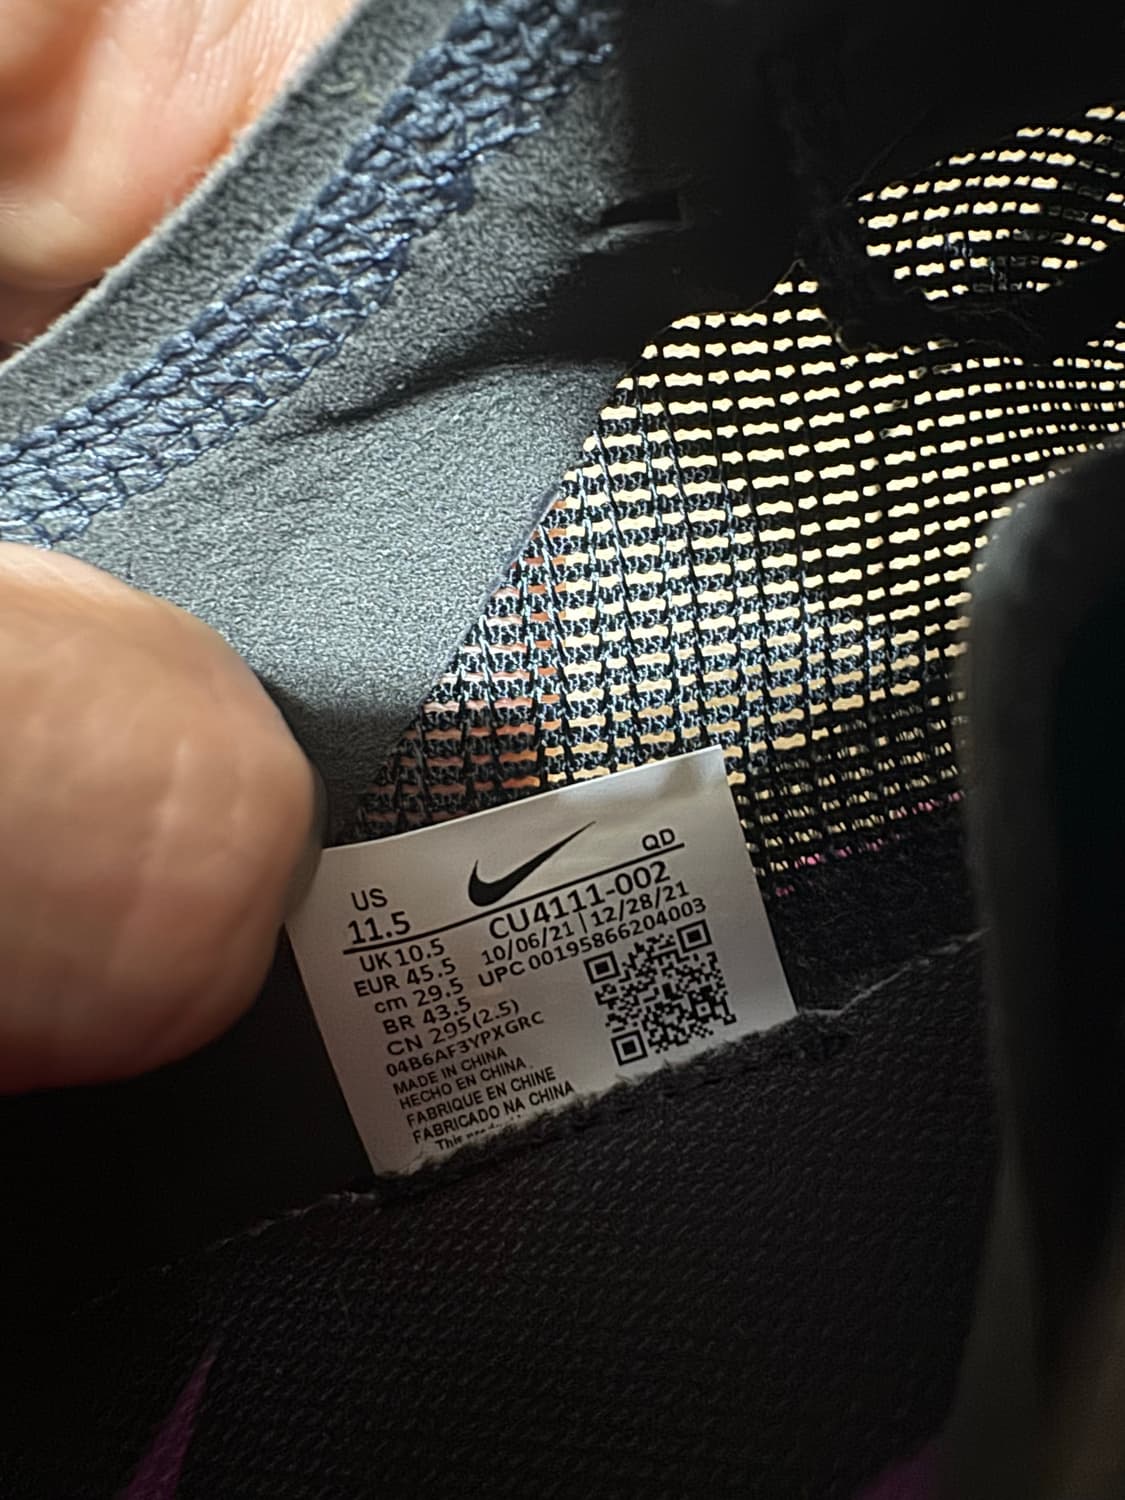 US
11.5
QD
UK 10.5
EUR 45.5
cm 29.5
BR 43.5
CN 295(2.5)
CU4111-002
10/06/21 | 12/28/21
UPC 00195866204003
04B6AF3YPXGRC
MADE IN CHINA
HECHO EN CHINA
FABRIQUE EN CHINE
FABRICADO NA CHINA
This